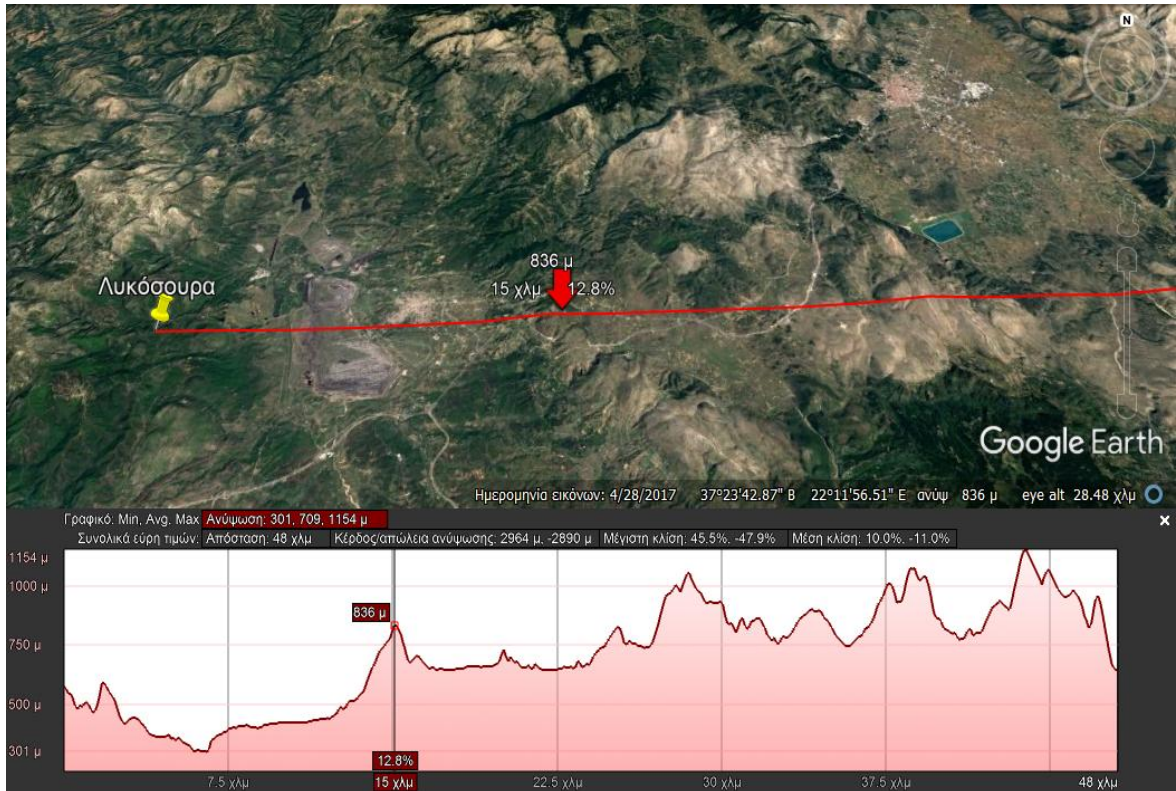 N
Λυκόσουρα
836 μ
15 χλμ 12.8%
Google Earth
Ημερομηνία εικόνων: 4/28/2017 37°23'42.87" Β 22°11'56.51" Ε ανύψ 836 μ eye alt 28.48 χλμ
Γραφικό: Min, Avg. Max Ανύψωση: 301, 709, 1154 μ
Συνολικά εύρη τιμών: Απόσταση: 48 χλμ Κέρδος/απώλεια ανύψωσης: 2964 μ, -2890 μ Μέγιστη κλίση: 45.5%, -47.9% Μέση κλίση: 10.0%, -11.0%
1154 μ
1000 μ
836 μ
750 μ
500 μ
301 μ
12.8%
7.5 χλμ 15 χλμ 22.5 χλμ 30 χλμ 37.5 χλμ 48 χλμ